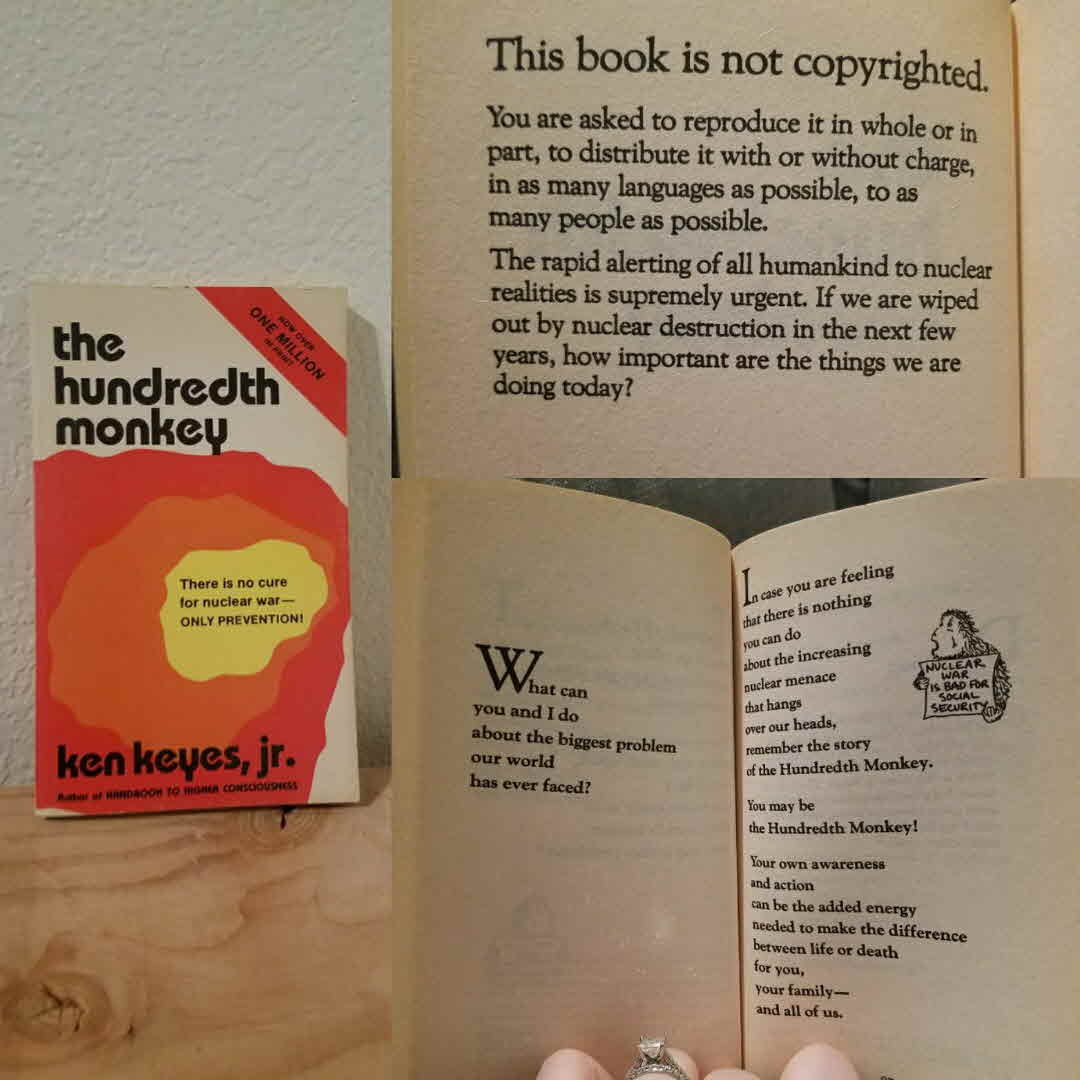 the
hundredth
monkey
NOW OVER
ONE MILLION
IN PRINT
There is no cure
for nuclear war—
ONLY PREVENTION!
ken keyes, jr.
Author of HANDBOOK TO HIGHER CONSCIOUSNESS
This book is not copyrighted.
You are asked to reproduce it in whole or in
part, to distribute it with or without charge,
in as many languages as possible, to as
many people as possible.
The rapid alerting of all humankind to nuclear
realities is supremely urgent. If we are wiped
out by nuclear destruction in the next few
years, how important are the things we are
doing today?
What can
you and I do
about the biggest problem
our world
has ever faced?
In case you are feeling
that there is nothing
you can do
about the increasing
nuclear menace
that hangs
over our heads,
remember the story
of the Hundredth Monkey.
You may be
the Hundredth Monkey!
Your own awareness
and action
can be the added energy
needed to make the difference
between life or death
for you,
your family—
and all of us.
NUCLEAR
WAR
IS BAD FOR
SOCIAL
SECURITY